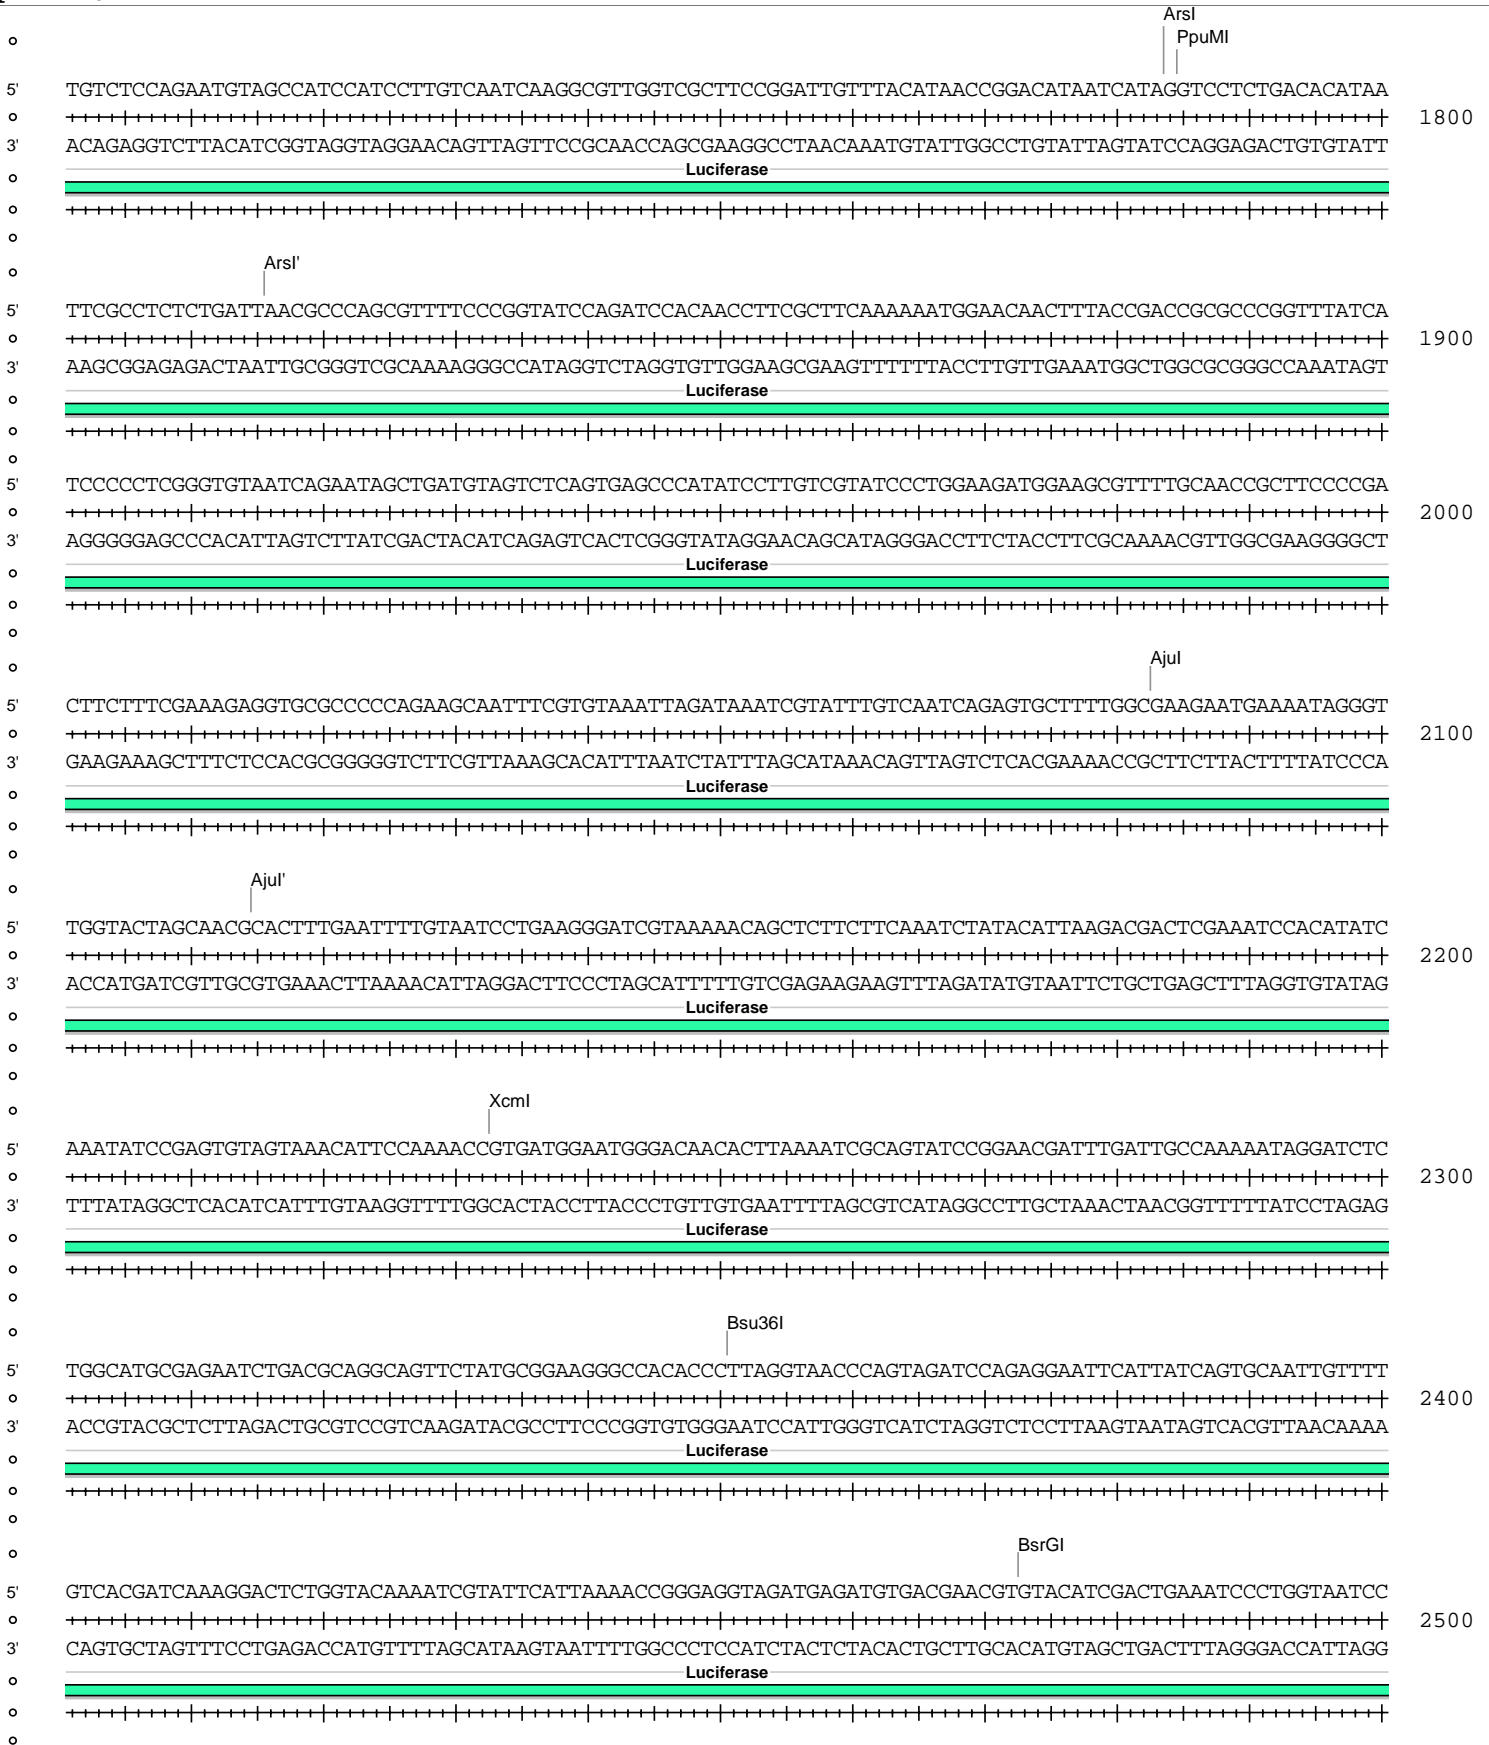 ArsI
PpuMI
5' TGTCTCCAGAATGTAGCCATCCATCCTTGTCAATCAAGGCGTTGGTCGCTTCCGGATTGTTTACATAACCGGACATAATCATAGGTCCTCTGACACATAA
1800
3' ACAGAGGTCTTACATCGGTAGGTAGGAACAGTTAGTTCCGCAACCAGCGAAGGCCTAACAAATGTATTGGCCTGTATTAGTATCCAGGAGACTGTGTATT
Luciferase
ArsI'
5' TTCGCCTCTCTGATTAACGCCCAGCGTTTTCCCGGTATCCAGATCCACAACCTTCGCTTCAAAAAATGGAACAACTTTACCGACCGCGCCCGGTTTATCA
1900
3' AAGCGGAGAGACTAATTGCGGGTCGCAAAAGGGCCATAGGTCTAGGTGTTGGAAGCGAAGTTTTTTACCTTGTTGAAATGGCTGGCGCGGGCCAAATAGT
Luciferase
5' TCCCCCTCGGGTGTAATCAGAATAGCTGATGTAGTCTCAGTGAGCCCATATCCTTGTCGTATCCCTGGAAGATGGAAGCGTTTTGCAACCGCTTCCCCGA
2000
3' AGGGGGAGCCCACATTAGTCTTATCGACTACATCAGAGTCACTCGGGTATAGGAACAGCATAGGGACCTTCTACCTTCGCAAAACGTTGGCGAAGGGGCT
Luciferase
AjuI
5' CTTCTTTCGAAAGAGGTGCGCCCCCAGAAGCAATTTCGTGTAAATTAGATAAATCGTATTTGTCAATCAGAGTGCTTTTGGCGAAGAATGAAAATAGGGT
2100
3' GAAGAAAGCTTTCTCCACGCGGGGGTCTTCGTTAAAGCACATTTAATCTATTTAGCATAAACAGTTAGTCTCACGAAAACCGCTTCTTACTTTTATCCCA
Luciferase
AjuI'
5' TGGTACTAGCAACGCACTTTGAATTTTGTAATCCTGAAGGGATCGTAAAAACAGCTCTTCTTCAAATCTATACATTAAGACGACTCGAAATCCACATATC
2200
3' ACCATGATCGTTGCGTGAAACTTAAAACATTAGGACTTCCCTAGCATTTTTGTCGAGAAGAAGTTTAGATATGTAATTCTGCTGAGCTTTAGGTGTATAG
Luciferase
XcmI
5' AAATATCCGAGTGTAGTAAACATTCCAAAACCGTGATGGAATGGGACAACACTTAAAATCGCAGTATCCGGAACGATTTGATTGCCAAAAATAGGATCTC
2300
3' TTTATAGGCTCACATCATTTGTAAGGTTTTGGCACTACCTTACCCTGTTGTGAATTTTAGCGTCATAGGCCTTGCTAAACTAACGGTTTTTATCCTAGAG
Luciferase
Bsu36I
5' TGGCATGCGAGAATCTGACGCAGGCAGTTCTATGCGGAAGGGCCACACCCTTAGGTAACCCAGTAGATCCAGAGGAATTCATTATCAGTGCAATTGTTTT
2400
3' ACCGTACGCTCTTAGACTGCGTCCGTCAAGATACGCCTTCCCGGTGTGGGAATCCATTGGGTCATCTAGGTCTCCTTAAGTAATAGTCACGTTAACAAAA
Luciferase
BsrGI
5' GTCACGATCAAAGGACTCTGGTACAAAATCGTATTCATTAAAACCGGGAGGTAGATGAGATGTGACGAACGTGTACATCGACTGAAATCCCTGGTAATCC
2500
3' CAGTGCTAGTTTCCTGAGACCATGTTTTAGCATAAGTAATTTTGGCCCTCCATCTACTCTACACTGCTTGCACATGTAGCTGACTTTAGGGACCATTAGG
Luciferase